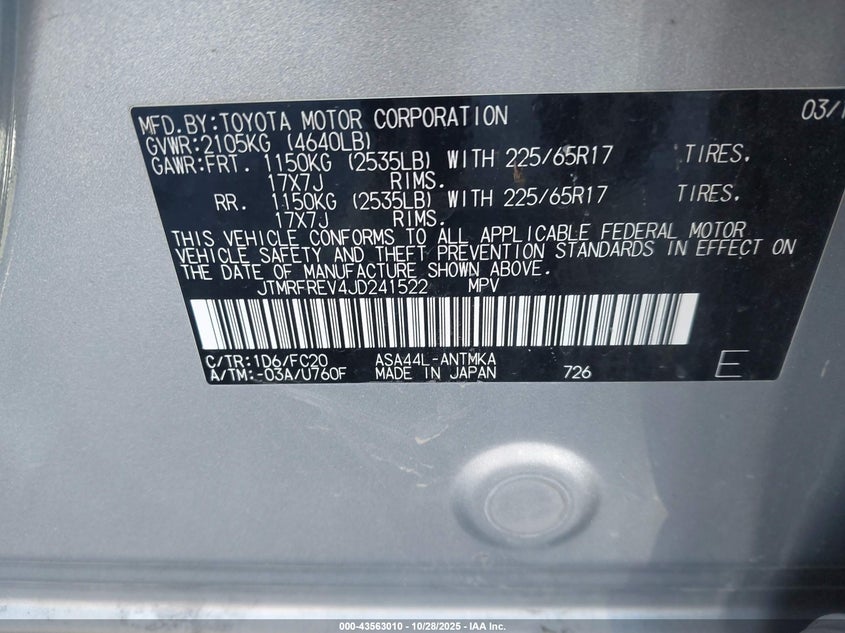 MFD.BY:TOYOTA MOTOR CORPORATION 03/1
GVWR:2105KG (4640LB)
GAWR:FRT. 1150KG (2535LB) WITH 225/65R17 TIRES.
17X7J RIMS.
RR. 1150KG (2535LB) WITH 225/65R17 TIRES.
17X7J RIMS.
THIS VEHICLE CONFORMS TO ALL APPLICABLE FEDERAL MOTOR
VEHICLE SAFETY AND THEFT PREVENTION STANDARDS IN EFFECT ON
THE DATE OF MANUFACTURE SHOWN ABOVE.
JTMRFREV4JD241522 MPV
C/TR:1D6/FC20 ASA44L-ANTMKA
A/TM:-03A/U760F MADE IN JAPAN 726 E
000-43563010 - 10/28/2025 - IAA Inc.